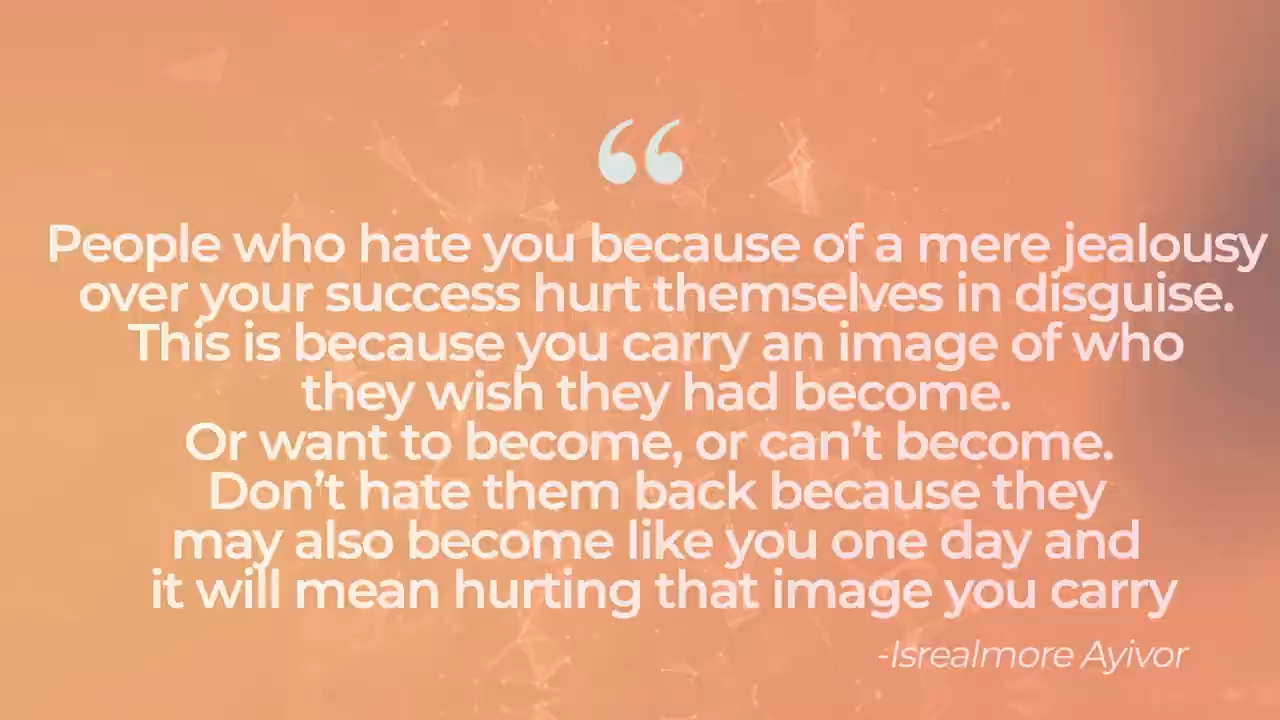 “
People who hate you because of a mere jealousy
over your success hurt themselves in disguise.
This is because you carry an image of who
they wish they had become.
Or want to become, or can’t become.
Don’t hate them back because they
may also become like you one day and
it will mean hurting that image you carry
-Isrealmore Ayivor